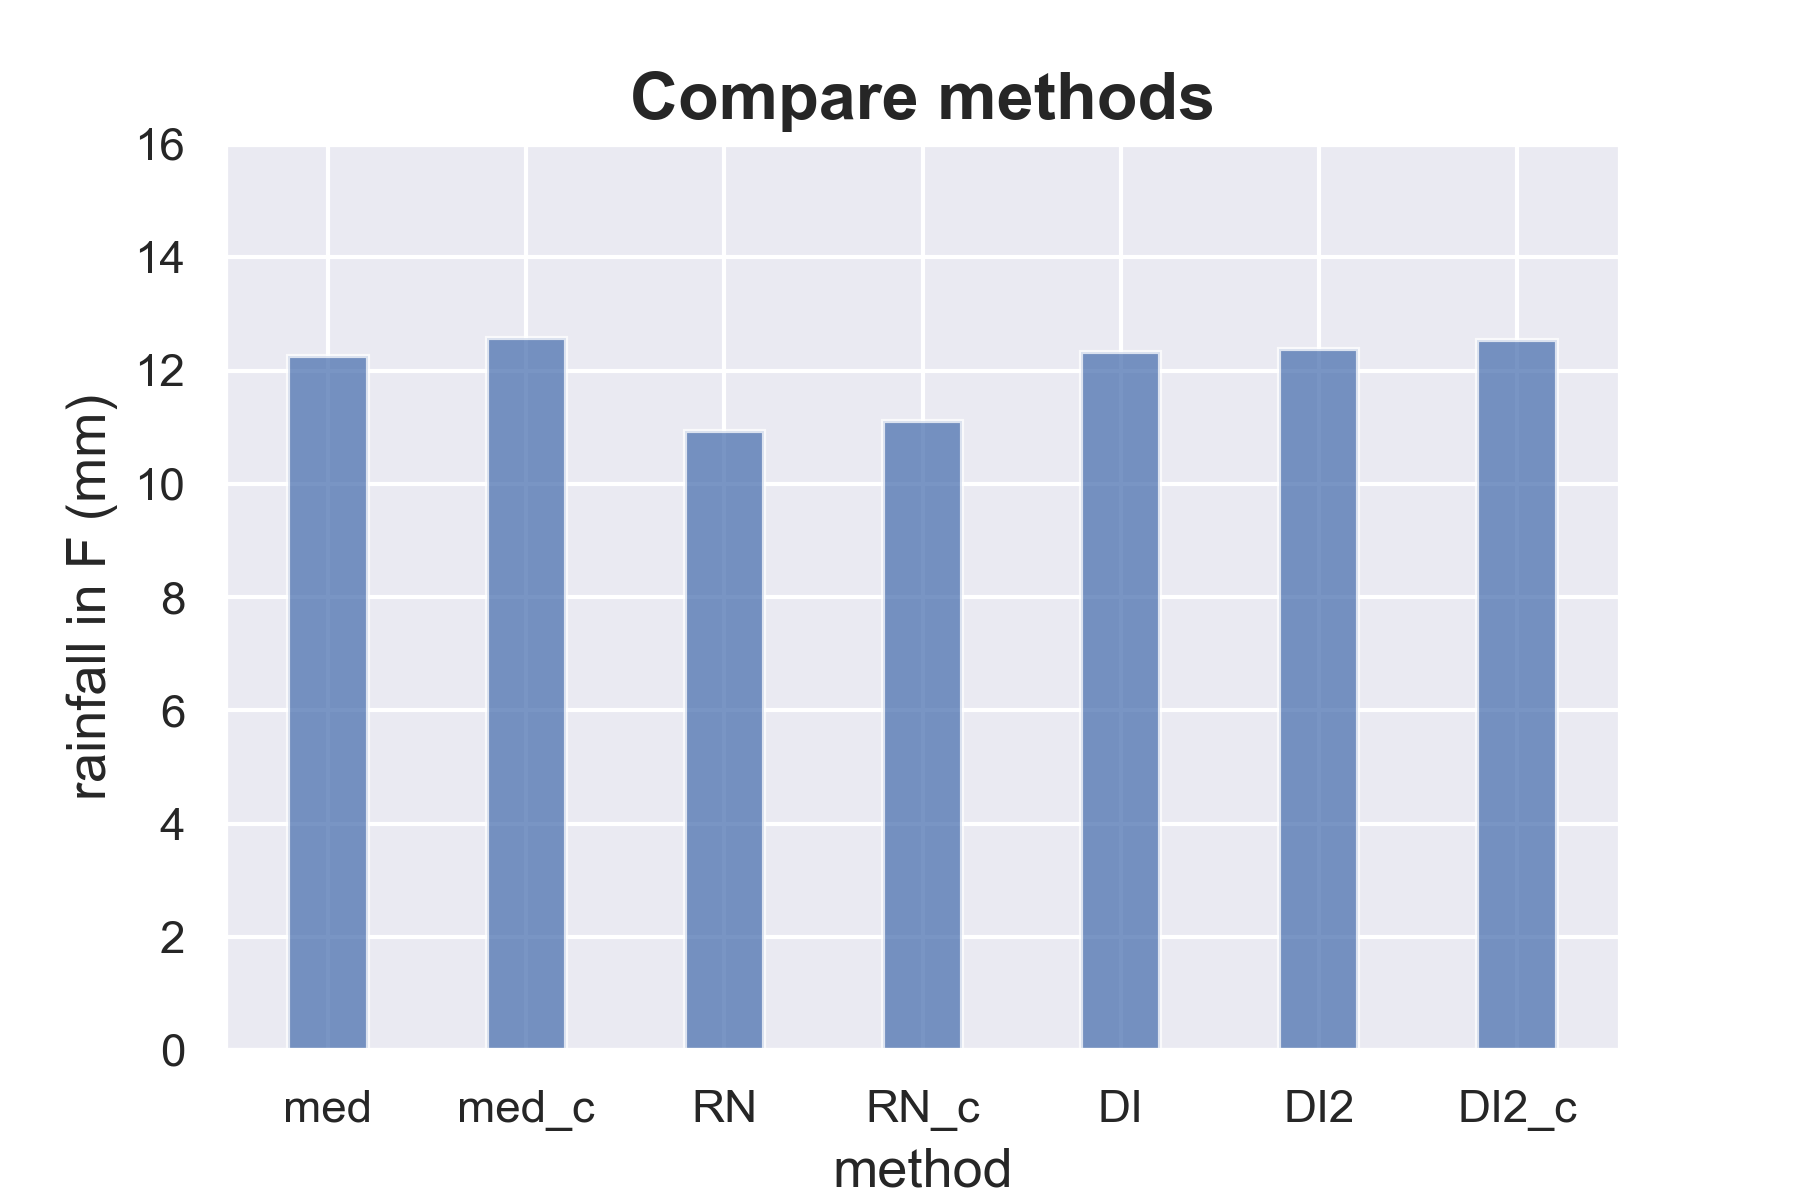 Compare methods
16
14
12
10
8
6
4
2
0
rainfall in F (mm)
med med_c RN RN_c DI DI2 DI2_c
method